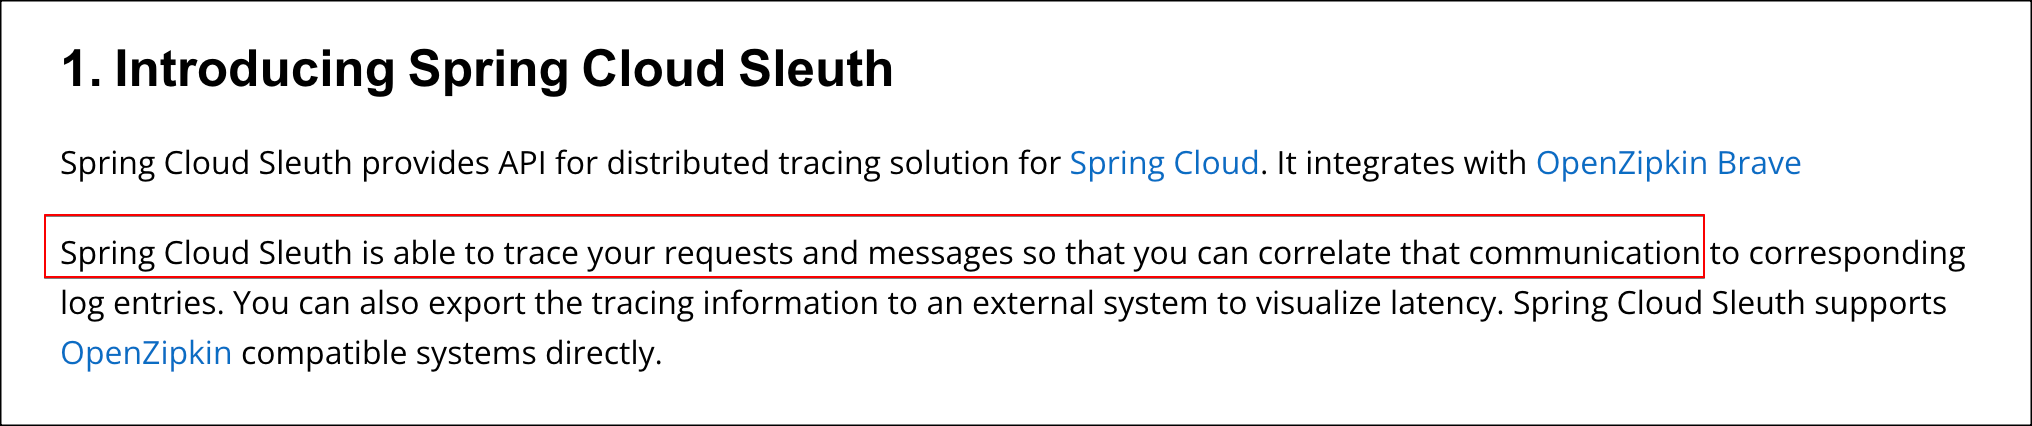 1. Introducing Spring Cloud Sleuth
Spring Cloud Sleuth provides API for distributed tracing solution for Spring Cloud. It integrates with OpenZipkin Brave
Spring Cloud Sleuth is able to trace your requests and messages so that you can correlate that communication to corresponding
log entries. You can also export the tracing information to an external system to visualize latency. Spring Cloud Sleuth supports
OpenZipkin compatible systems directly.